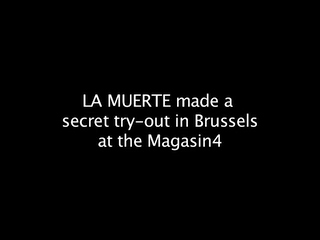 LA MUERTE made a
secret try-out in Brussels
at the Magasin4